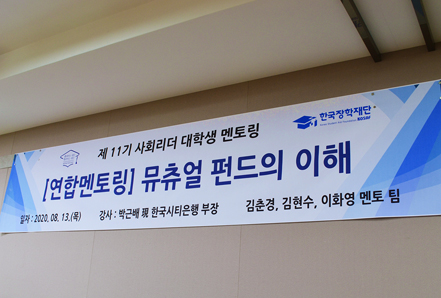 제 11기 사회리더 대학생 멘토링
한국장학재단
KOSAF
[연합멘토링] 뮤츄얼 펀드의 이해
일자 : 2020, 08, 13,(목) 강사 : 박근배 現 한국시티은행 부장 김춘경, 김현수, 이화영 멘토 팀